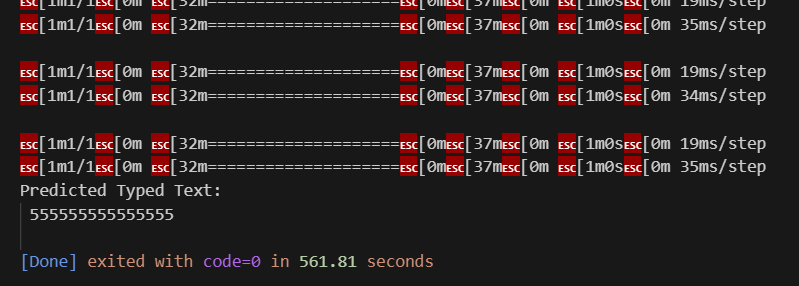 ESC[1m1/1ESC[0m ESC[32m====================ESC[0mESC[37mESC[0m ESC[1m0sESC[0m 19ms/step
ESC[1m1/1ESC[0m ESC[32m====================ESC[0mESC[37mESC[0m ESC[1m0sESC[0m 35ms/step
ESC[1m1/1ESC[0m ESC[32m====================ESC[0mESC[37mESC[0m ESC[1m0sESC[0m 19ms/step
ESC[1m1/1ESC[0m ESC[32m====================ESC[0mESC[37mESC[0m ESC[1m0sESC[0m 34ms/step
ESC[1m1/1ESC[0m ESC[32m====================ESC[0mESC[37mESC[0m ESC[1m0sESC[0m 19ms/step
ESC[1m1/1ESC[0m ESC[32m====================ESC[0mESC[37mESC[0m ESC[1m0sESC[0m 35ms/step
Predicted Typed Text:
555555555555555
[Done] exited with code=0 in 561.81 seconds